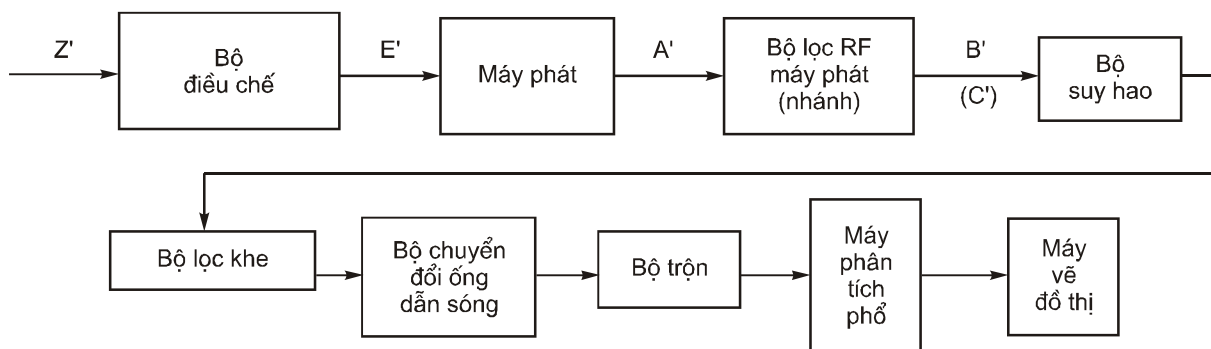 Z'
Bộ
điều chế
E'
Máy phát
A'
Bộ lọc RF
máy phát
(nhánh)
B'
(C')
Bộ
suy hao
Bộ lọc khe
Bộ chuyển
đổi ống
dẫn sóng
Bộ trộn
Máy
phân
tích
phổ
Máy
vẽ
đồ thị